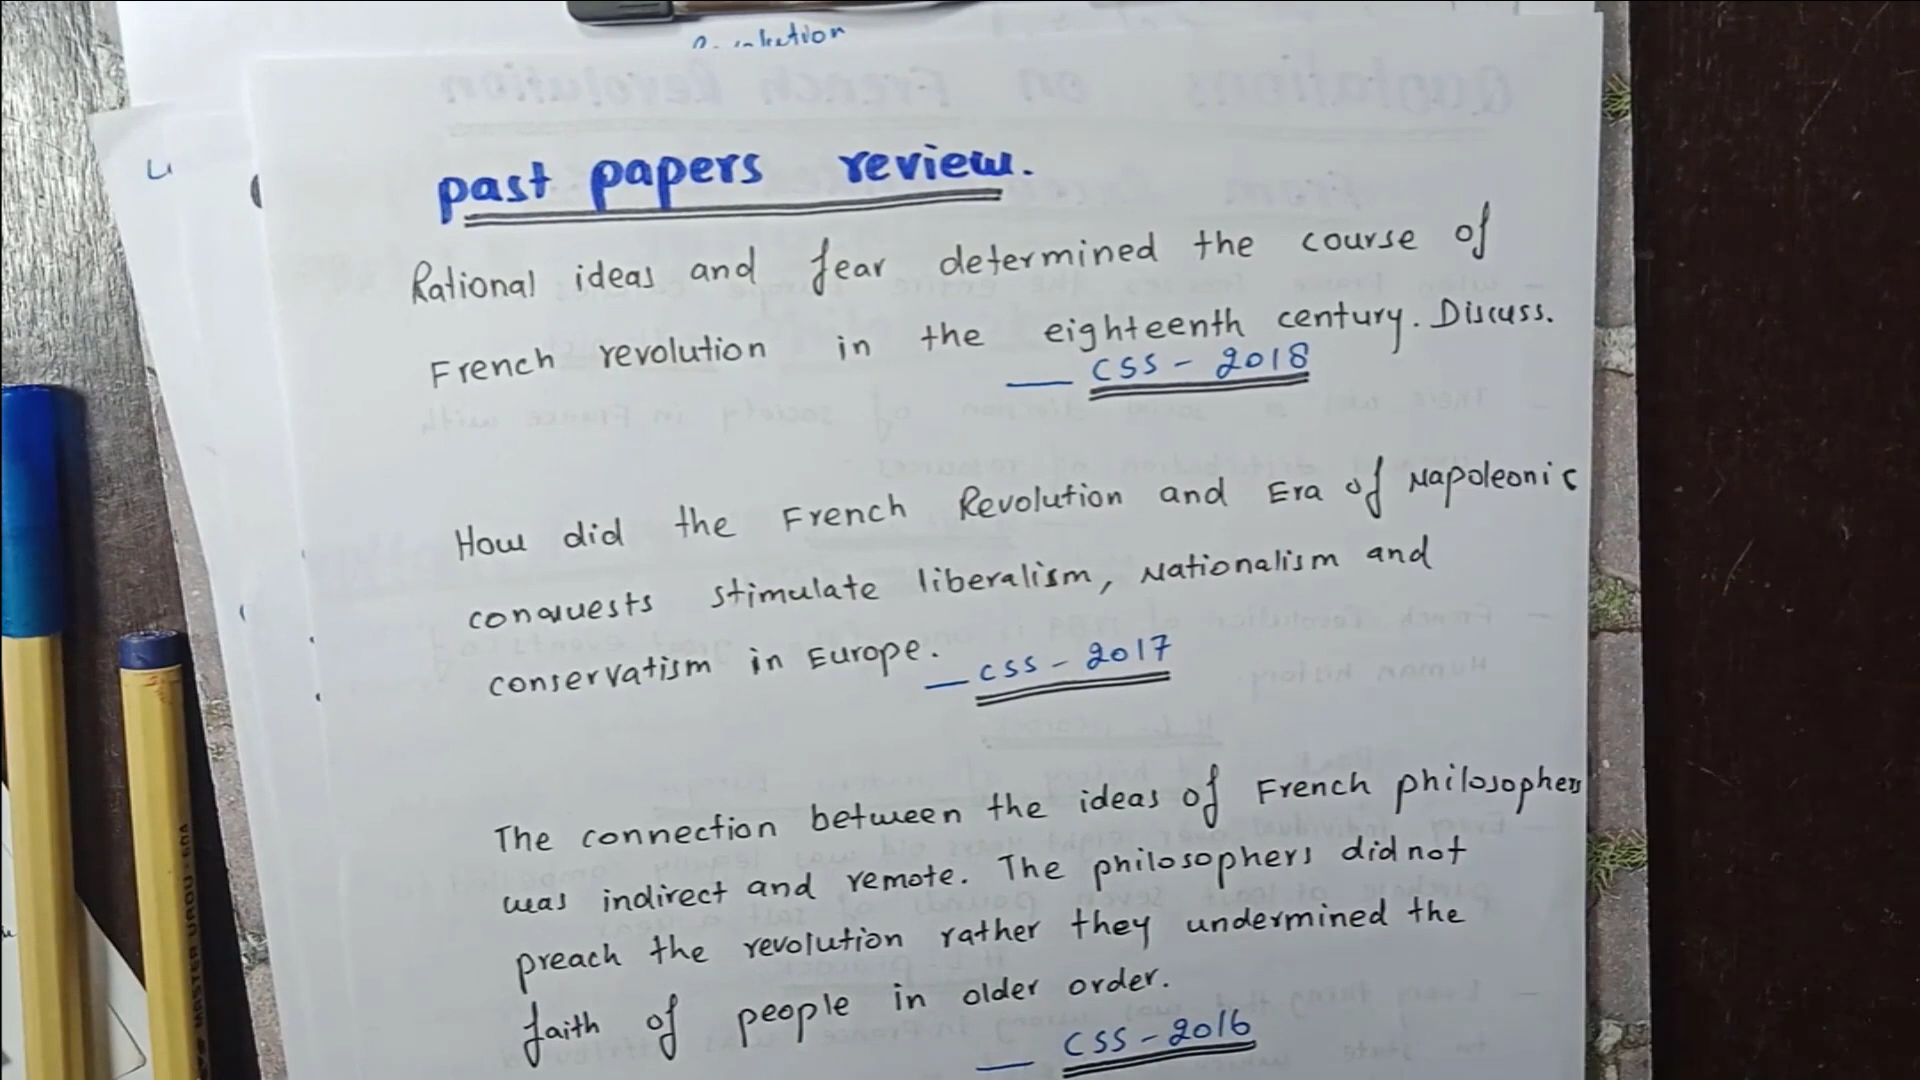 past papers review.
Rational ideas and fear determined the course of
French revolution in the eighteenth century. Discuss.
— CSS - 2018
How did the French Revolution and Era of Napoleonic
conquests stimulate liberalism, Nationalism and
conservatism in Europe.
— CSS - 2017
The connection between the ideas of French philosophers
was indirect and remote. The philosophers did not
preach the revolution rather they undermined the
faith of people in older order.
— CSS - 2016